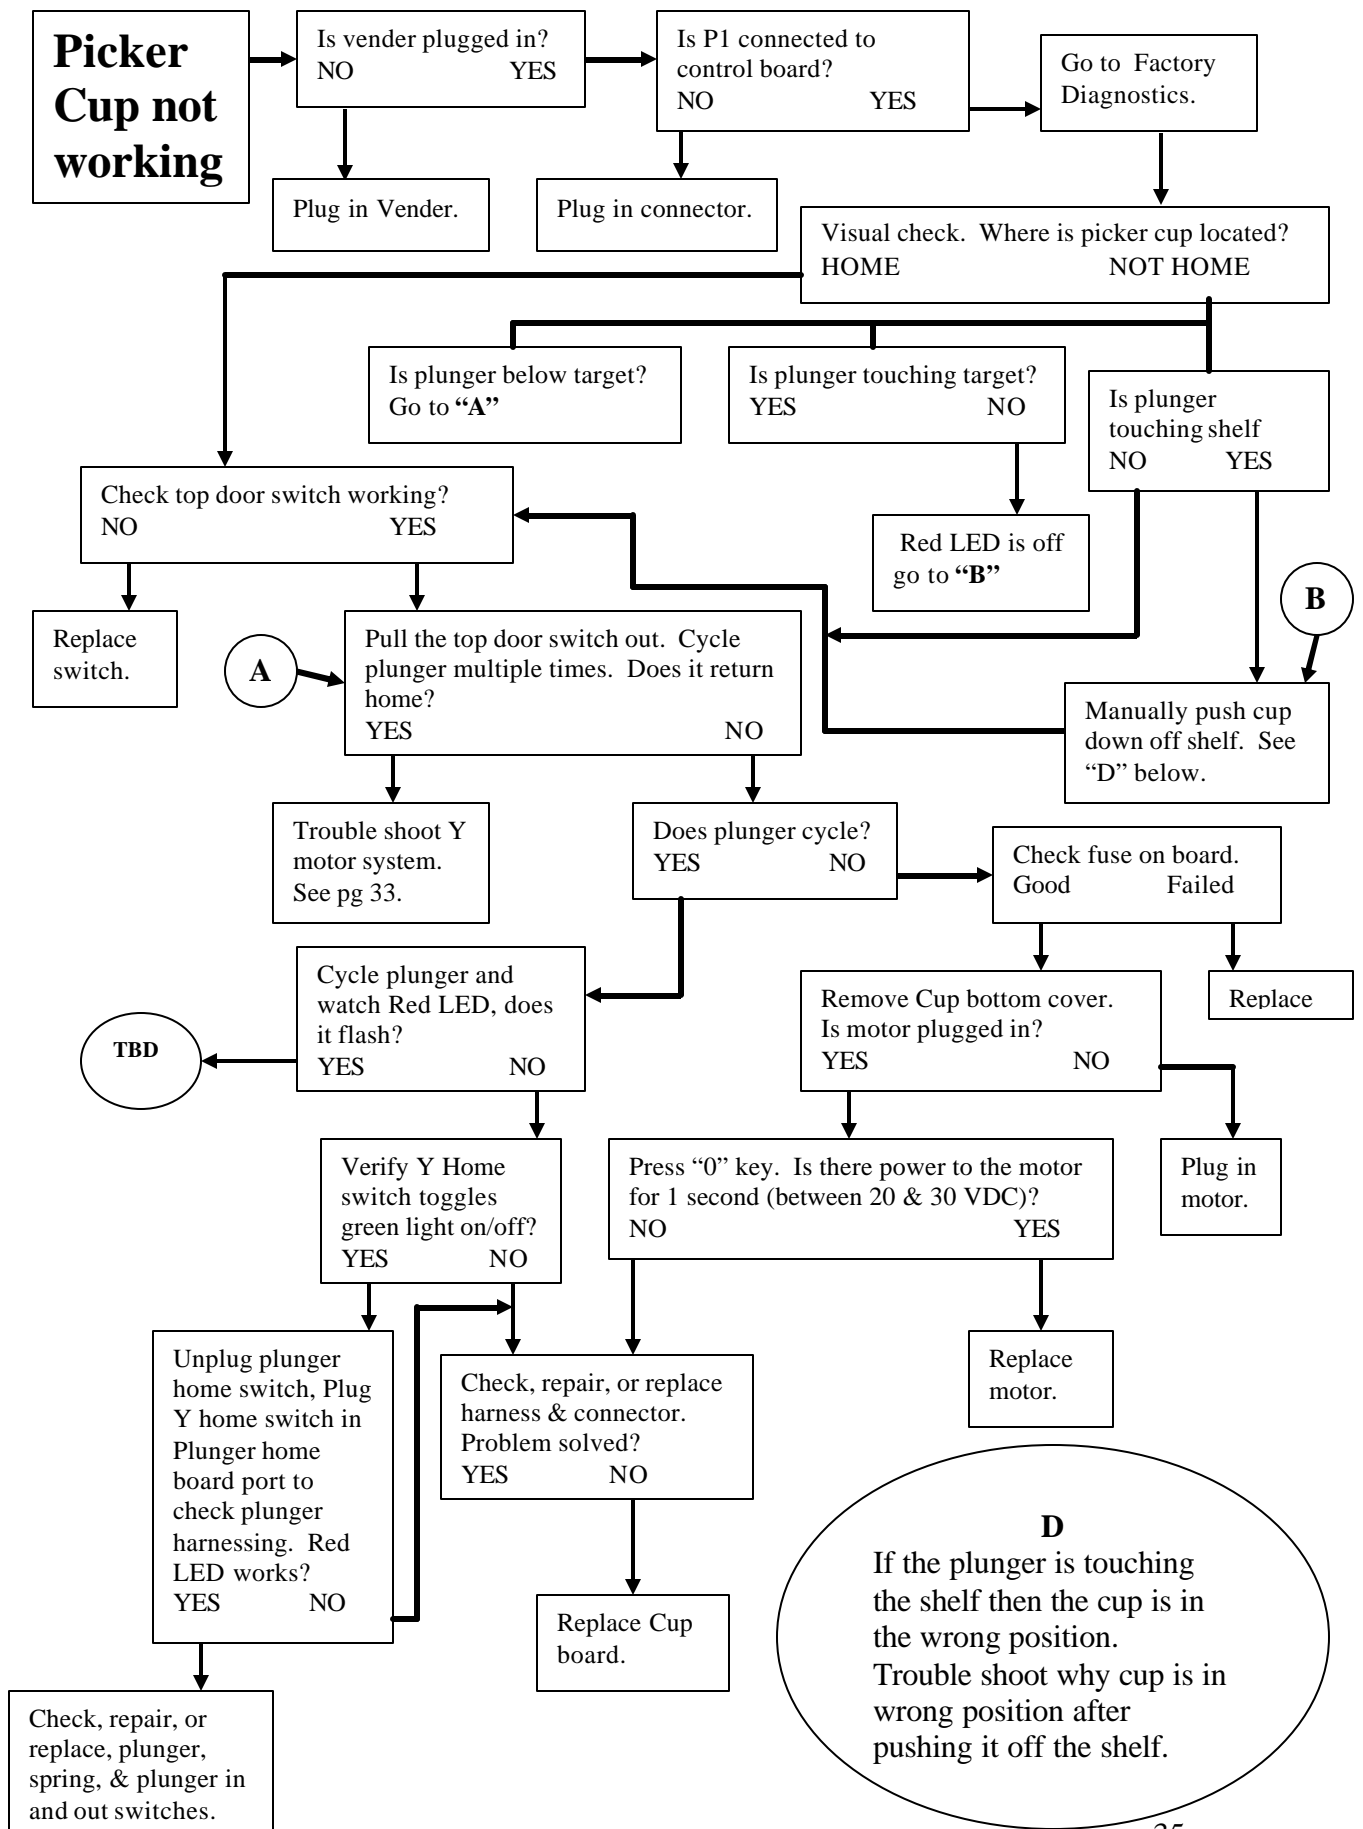 Picker
Cup not
working
Is vender plugged in?
NO YES
Is P1 connected to
control board?
NO YES
Go to Factory
Diagnostics.
Plug in Vender.
Plug in connector.
Visual check. Where is picker cup located?
HOME NOT HOME
Is plunger below target?
Go to “A”
Is plunger touching target?
YES NO
Is plunger
touching shelf
NO YES
Check top door switch working?
NO YES
Red LED is off
go to “B”
B
Replace
switch.
A
Pull the top door switch out. Cycle
plunger multiple times. Does it return
home?
YES NO
Manually push cup
down off shelf. See
“D” below.
Trouble shoot Y
motor system.
See pg 33.
Does plunger cycle?
YES NO
Check fuse on board.
Good Failed
Cycle plunger and
watch Red LED, does
it flash?
YES NO
TBD
Remove Cup bottom cover.
Is motor plugged in?
YES NO
Replace
Verify Y Home
switch toggles
green light on/off?
YES NO
Press “0” key. Is there power to the motor
for 1 second (between 20 & 30 VDC)?
NO YES
Plug in
motor.
Unplug plunger
home switch, Plug
Y home switch in
Plunger home
board port to
check plunger
harnessing. Red
LED works?
YES NO
Check, repair, or replace
harness & connector.
Problem solved?
YES NO
Replace
motor.
Replace Cup
board.
D
If the plunger is touching
the shelf then the cup is in
the wrong position.
Trouble shoot why cup is in
wrong position after
pushing it off the shelf.
Check, repair, or
replace, plunger,
spring, & plunger in
and out switches.